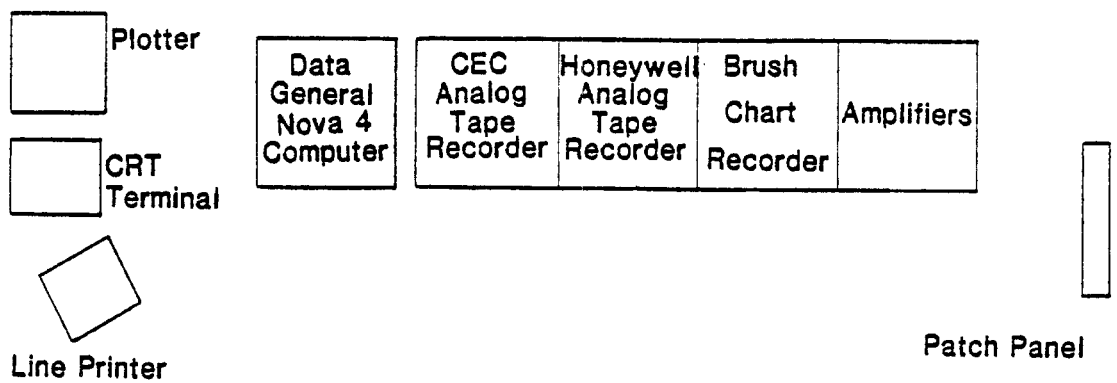 Plotter
CRT
Terminal
Line Printer
Data
General
Nova 4
Computer
CEC
Analog
Tape
Recorder
Honeywell
Analog
Tape
Recorder
Brush
Chart
Recorder
Amplifiers
Patch Panel